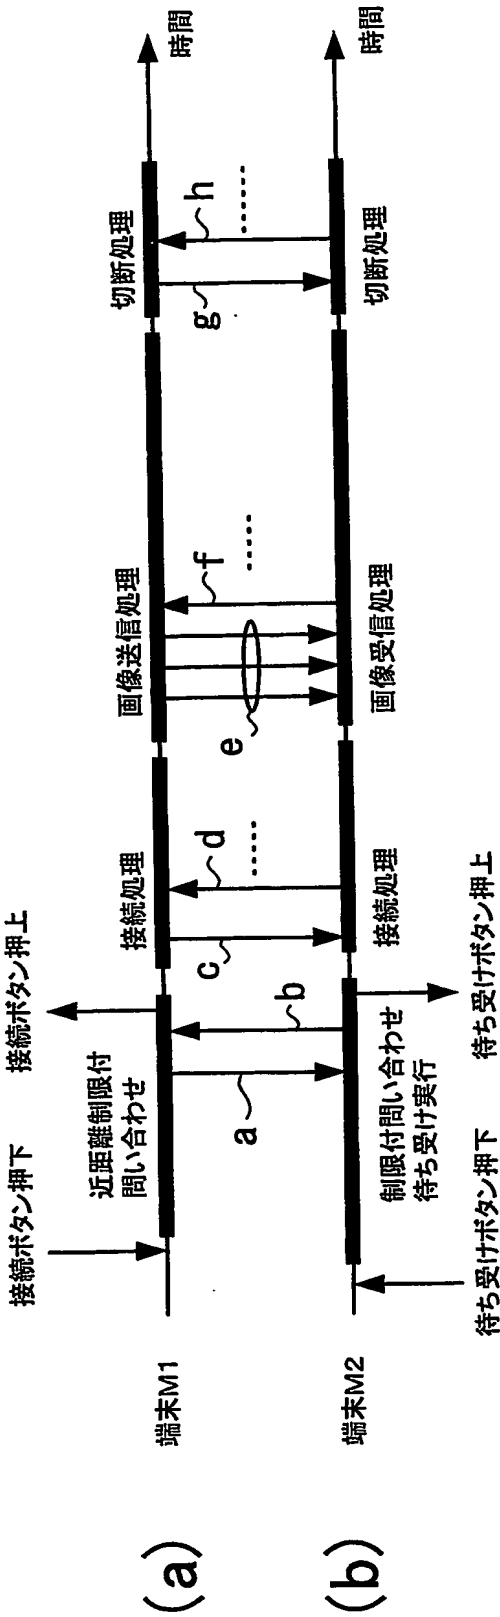 (a)
端末M1
接続ボタン押下
接続ボタン押上
近距離制限付
問い合わせ
接続処理
画像送信処理
切断処理
時間
a
b
c
d
e
f
g
h
(b)
端末M2
待ち受けボタン押下
待ち受けボタン押上
制限付問い合わせ
待ち受け実行
接続処理
画像受信処理
切断処理
時間